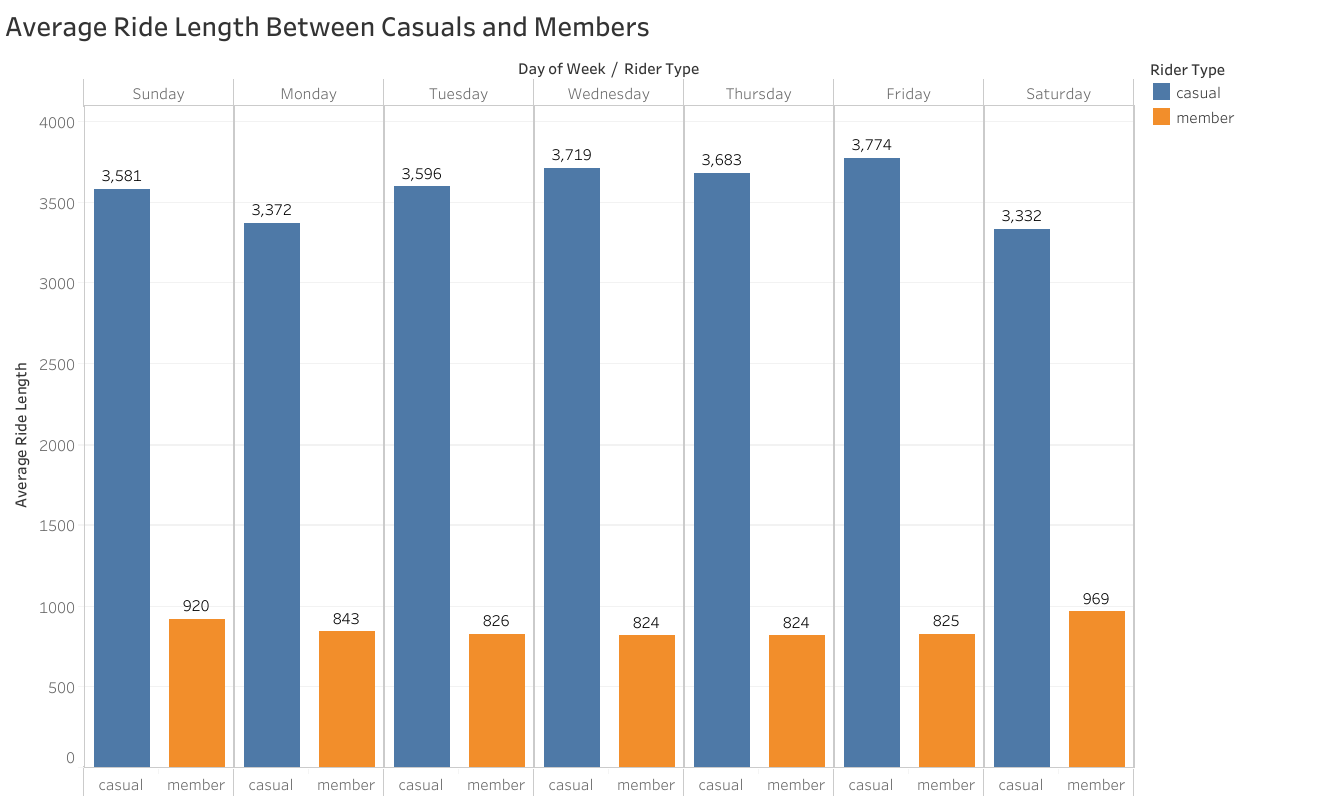 Average Ride Length Between Casuals and Members
Day of Week / Rider Type
Rider Type
casual
member
Sunday Monday Tuesday Wednesday Thursday Friday Saturday
Average Ride Length
4000
3500
3000
2500
2000
1500
1000
500
0
3,581 920 3,372 843 3,596 826 3,719 824 3,683 824 3,774 825 3,332 969
casual member casual member casual member casual member casual member casual member casual member